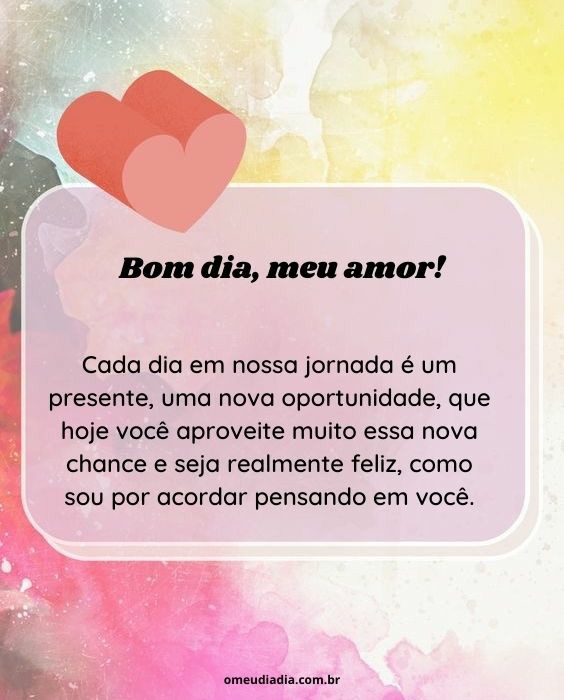 Bom dia, meu amor!
Cada dia em nossa jornada é um
presente, uma nova oportunidade, que
hoje você aproveite muito essa nova
chance e seja realmente feliz, como
sou por acordar pensando em você.
omeudiadia.com.br